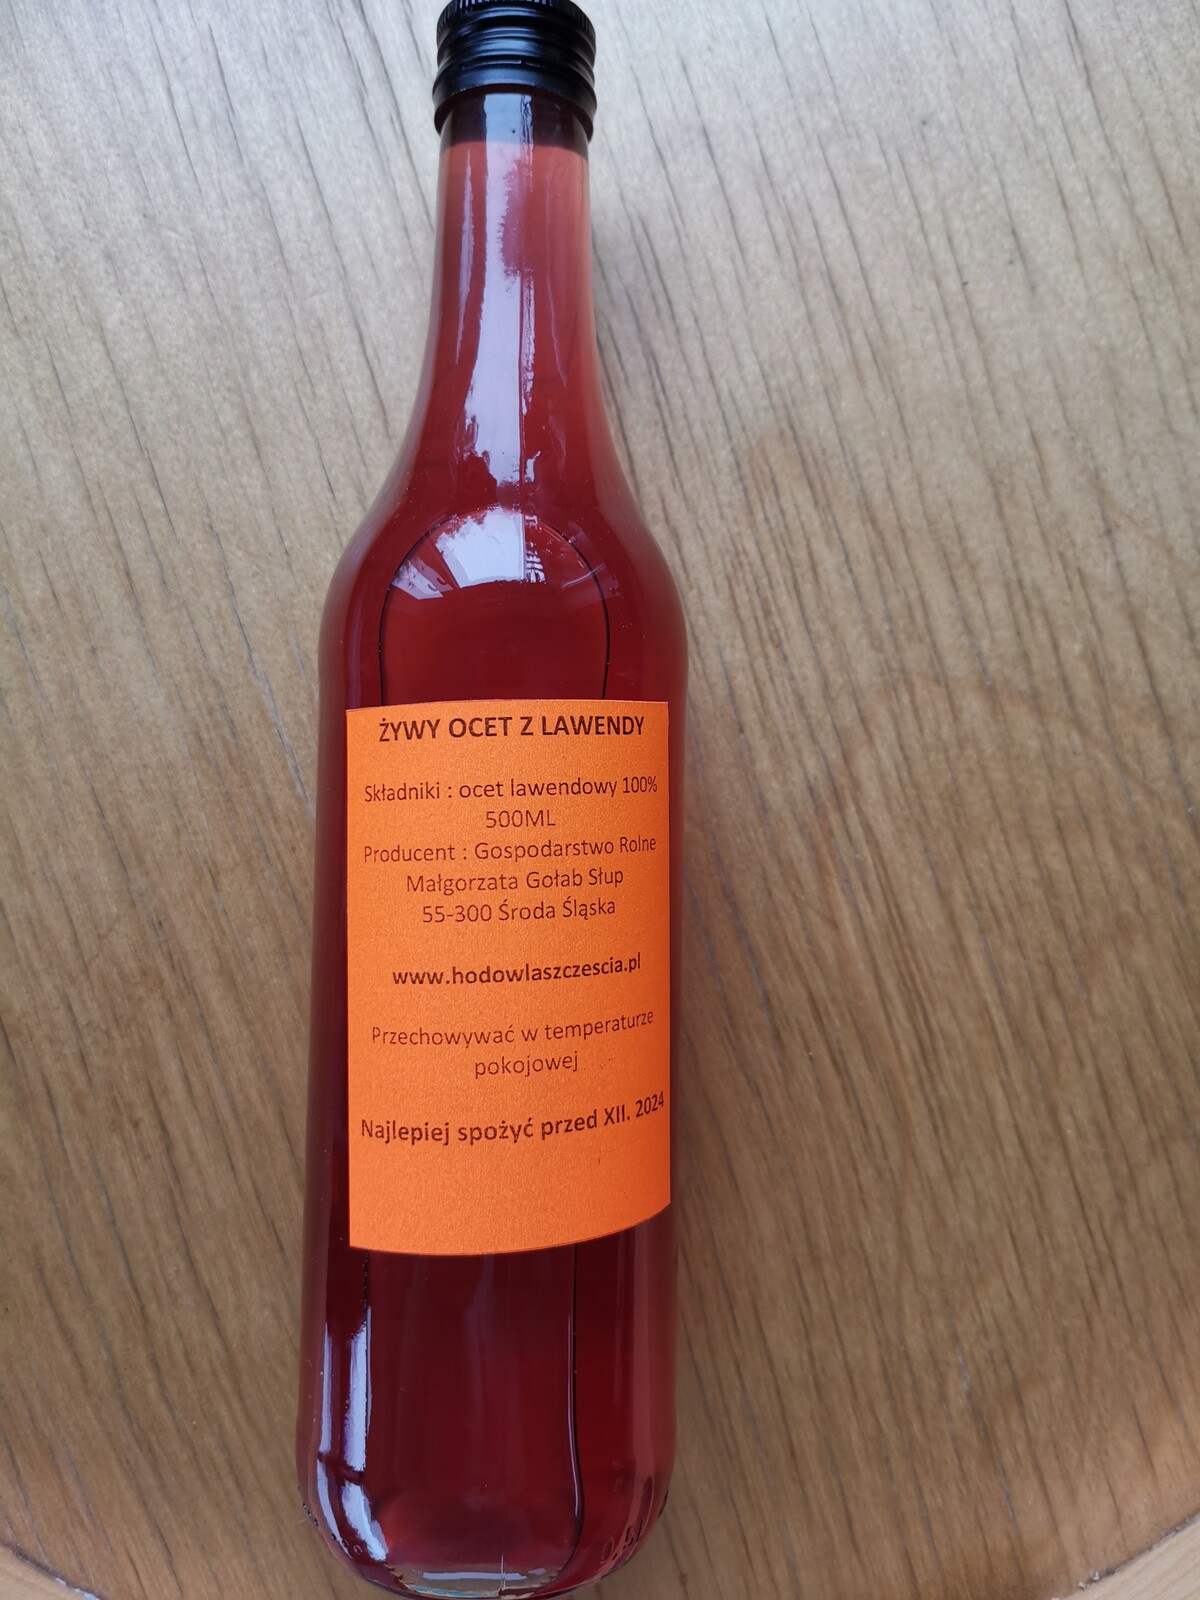 ŻYWY OCET Z LAWENDY
Składniki : ocet lawendowy 100%
500ML
Producent : Gospodarstwo Rolne
Małgorzata Gołab Słup
55-300 Środa Śląska
www.hodowlaszczescia.pl
Przechowywać w temperaturze
pokojowej
Najlepiej spożyć przed XII. 2024